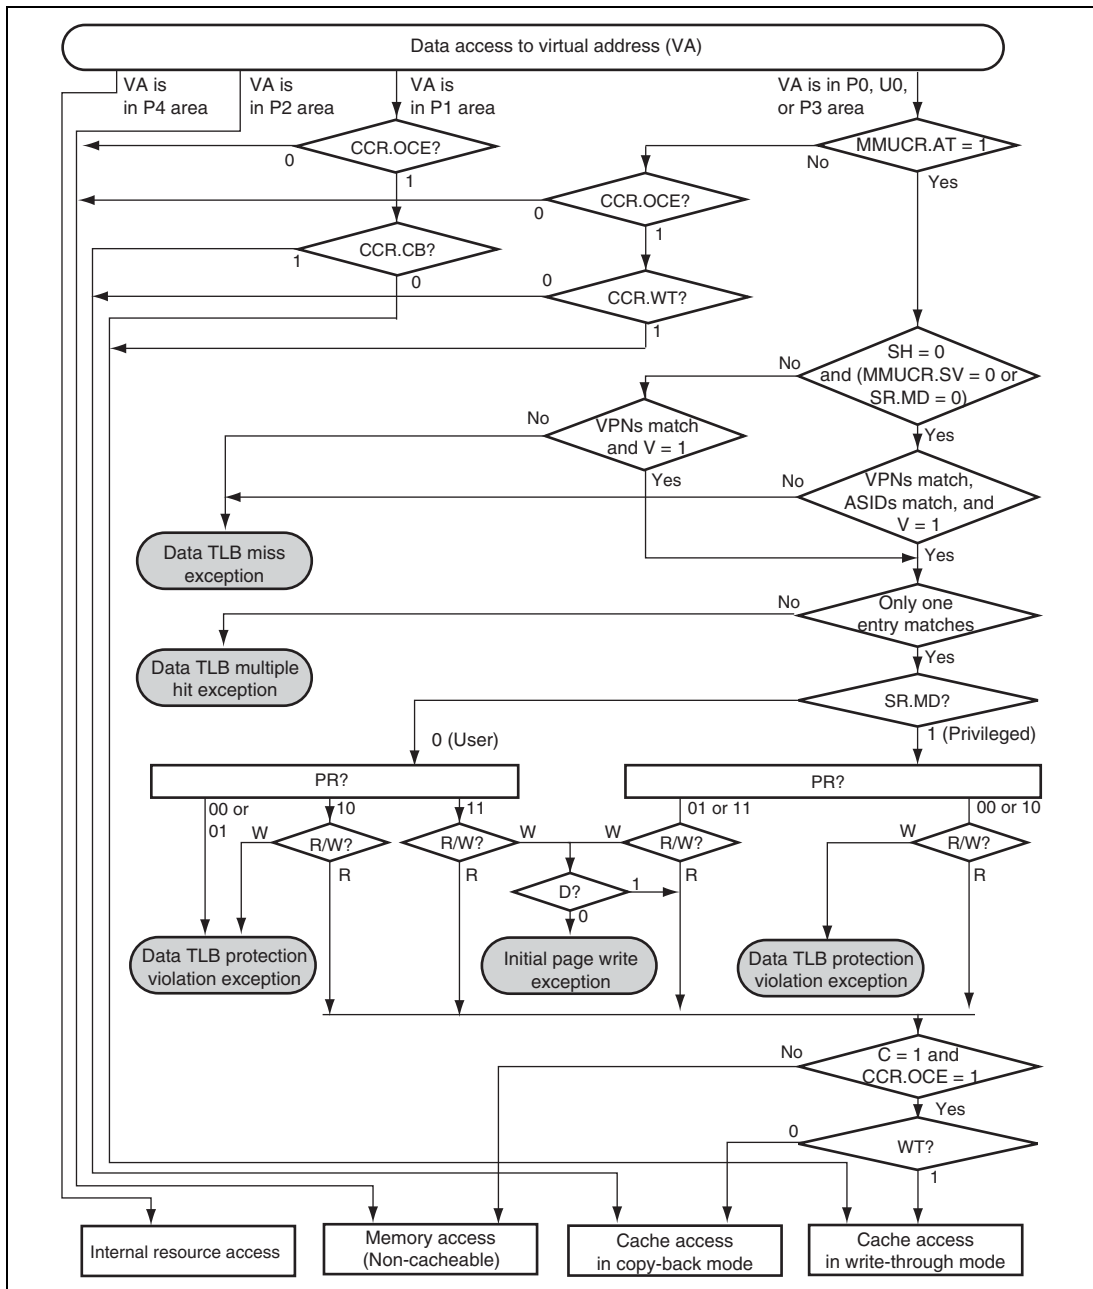 Data access to virtual address (VA)
VA is
in P4 area
VA is
in P2 area
VA is
in P1 area
VA is in P0, U0,
or P3 area
CCR.OCE?
0
1
MMUCR.AT = 1
No
Yes
CCR.OCE?
0
1
CCR.CB?
1
0
CCR.WT?
0
1
SH = 0
and (MMUCR.SV = 0 or
SR.MD = 0)
No
Yes
VPNs match
and V = 1
No
Yes
VPNs match,
ASIDs match, and
V = 1
No
Yes
Data TLB miss
exception
Only one
entry matches
No
Yes
Data TLB multiple
hit exception
SR.MD?
0 (User)
1 (Privileged)
PR?
PR?
00 or
01
10
11
01 or 11
00 or 10
W
R/W?
R
R/W?
W
R
W
R/W?
R
W
R/W?
R
D?
1
0
Data TLB protection
violation exception
Initial page write
exception
Data TLB protection
violation exception
C = 1 and
CCR.OCE = 1
No
Yes
WT?
0
1
Internal resource access
Memory access
(Non-cacheable)
Cache access
in copy-back mode
Cache access
in write-through mode